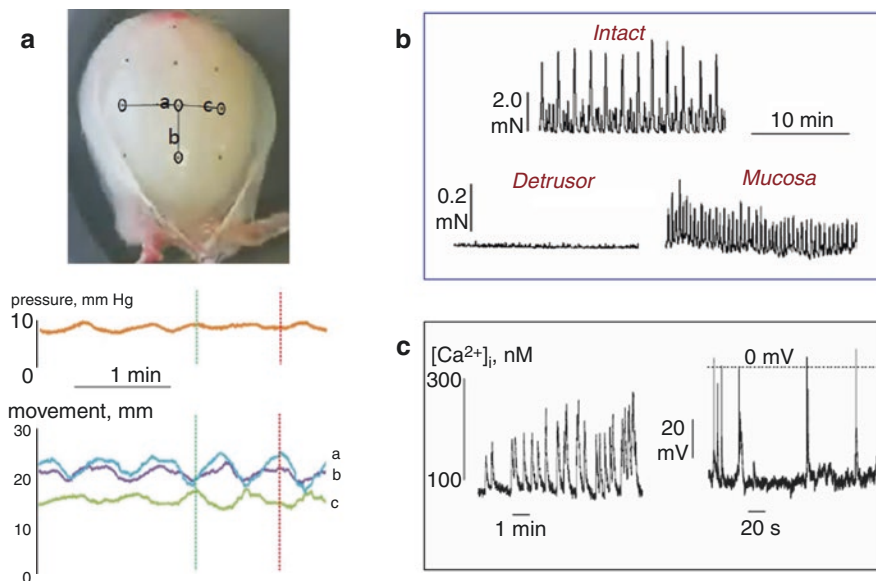 a
a
c
b
pressure, mm Hg
10
0
1 min
movement, mm
30
20
10
0
a
b
c
b
Intact
2.0
mN
10 min
Detrusor
Mucosa
0.2
mN
c
[Ca²⁺]ᵢ, nM
300
100
1 min
0 mV
20
mV
20 s